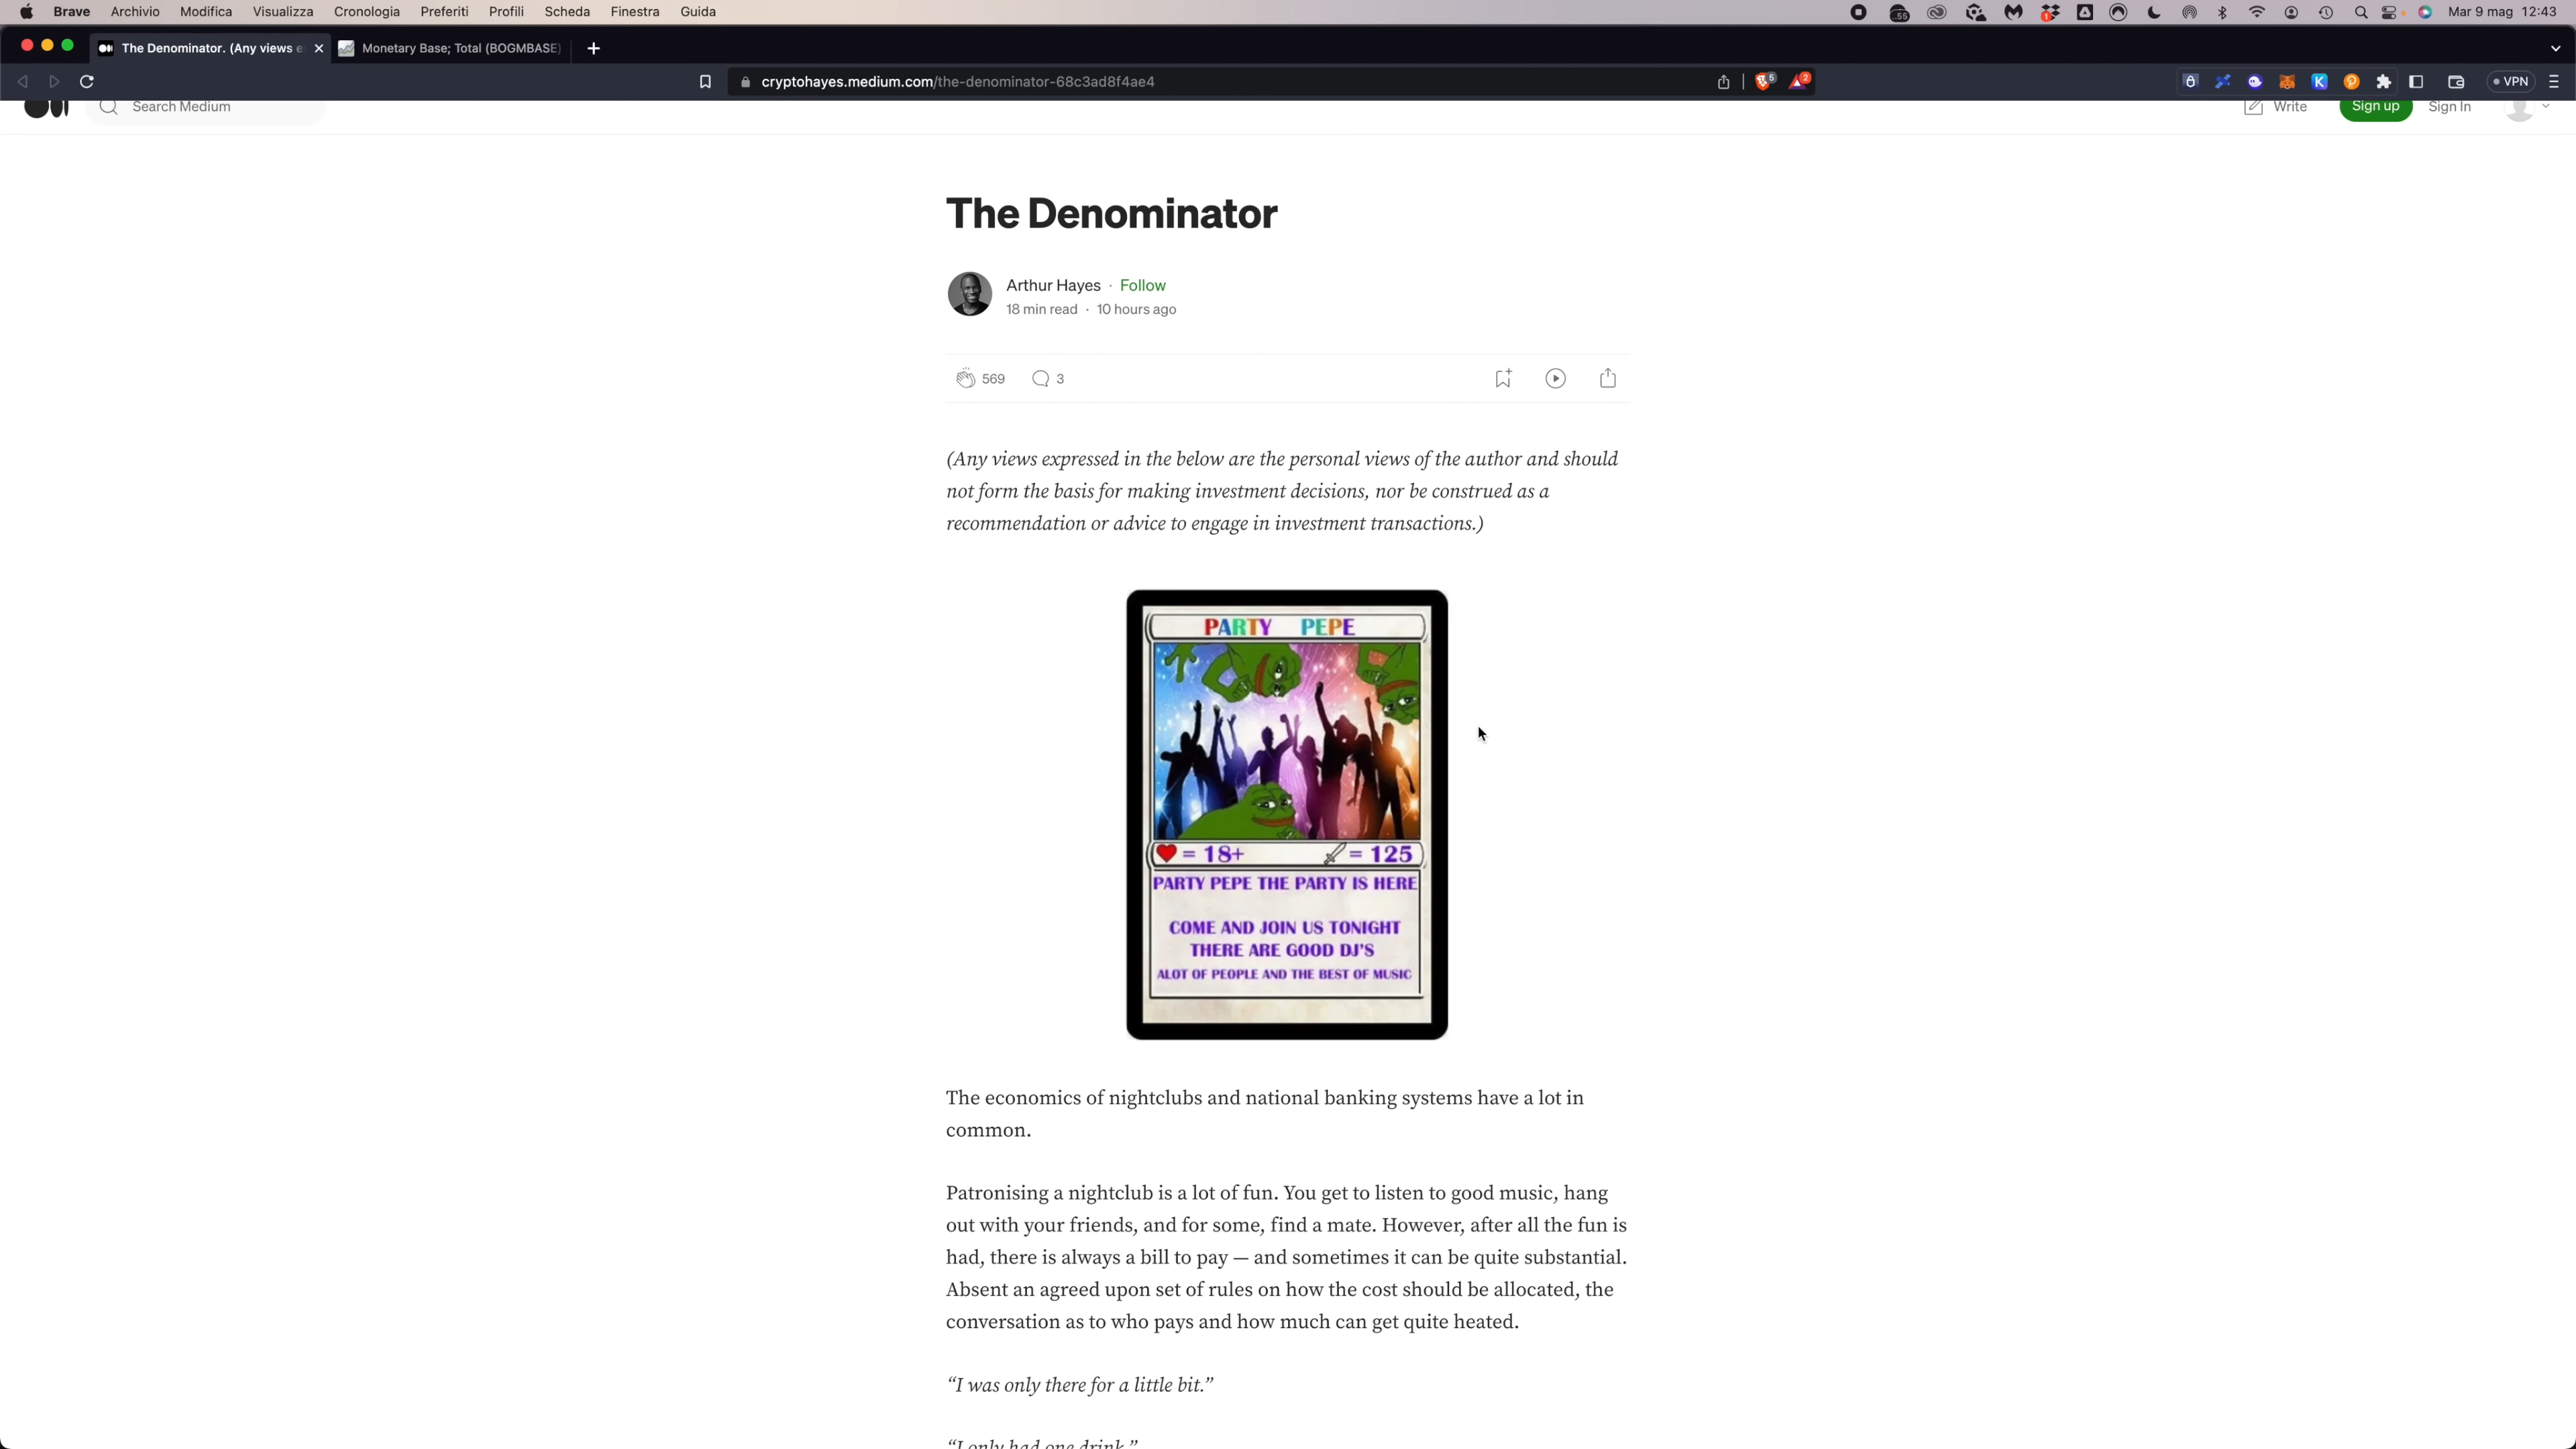 Brave Archivio Modifica Visualizza Cronologia Preferiti Profili Scheda Finestra Guida Mar 9 mag 12:43
The Denominator. (Any views e Monetary Base; Total (BOGMBASE)
cryptohayes.medium.com/the-denominator-68c3ad8f4ae4 5 2 VPN
Search Medium Write Sign up Sign In
The Denominator
Arthur Hayes · Follow
18 min read · 10 hours ago
569 3
(Any views expressed in the below are the personal views of the author and should
not form the basis for making investment decisions, nor be construed as a
recommendation or advice to engage in investment transactions.)
PARTY PEPE
= 18+ = 125
PARTY PEPE THE PARTY IS HERE
COME AND JOIN US TONIGHT
THERE ARE GOOD DJ'S
ALOT OF PEOPLE AND THE BEST OF MUSIC
The economics of nightclubs and national banking systems have a lot in
common.
Patronising a nightclub is a lot of fun. You get to listen to good music, hang
out with your friends, and for some, find a mate. However, after all the fun is
had, there is always a bill to pay — and sometimes it can be quite substantial.
Absent an agreed upon set of rules on how the cost should be allocated, the
conversation as to who pays and how much can get quite heated.
“I was only there for a little bit.”
“I only had one drink.”